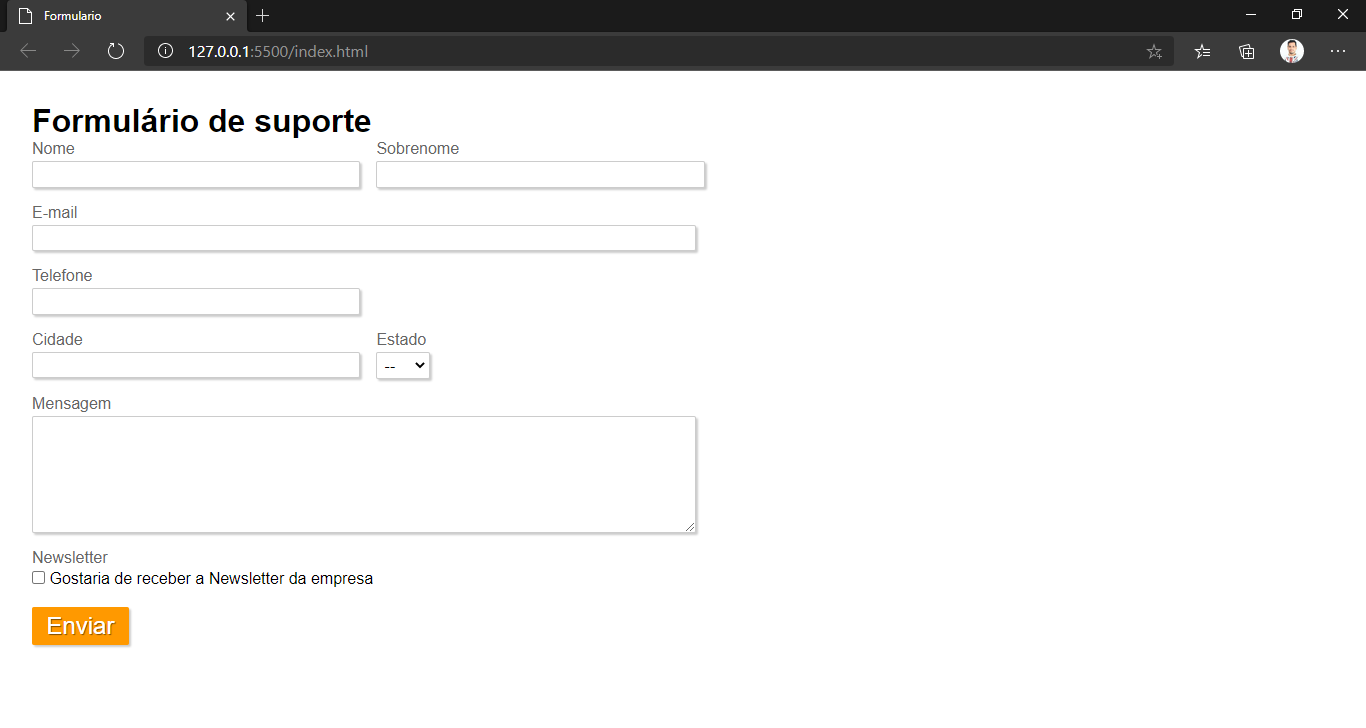 Formulario
127.0.0.1:5500/index.html
Formulário de suporte
Nome Sobrenome
E-mail
Telefone
Cidade Estado
--
Mensagem
Newsletter
Gostaria de receber a Newsletter da empresa
Enviar